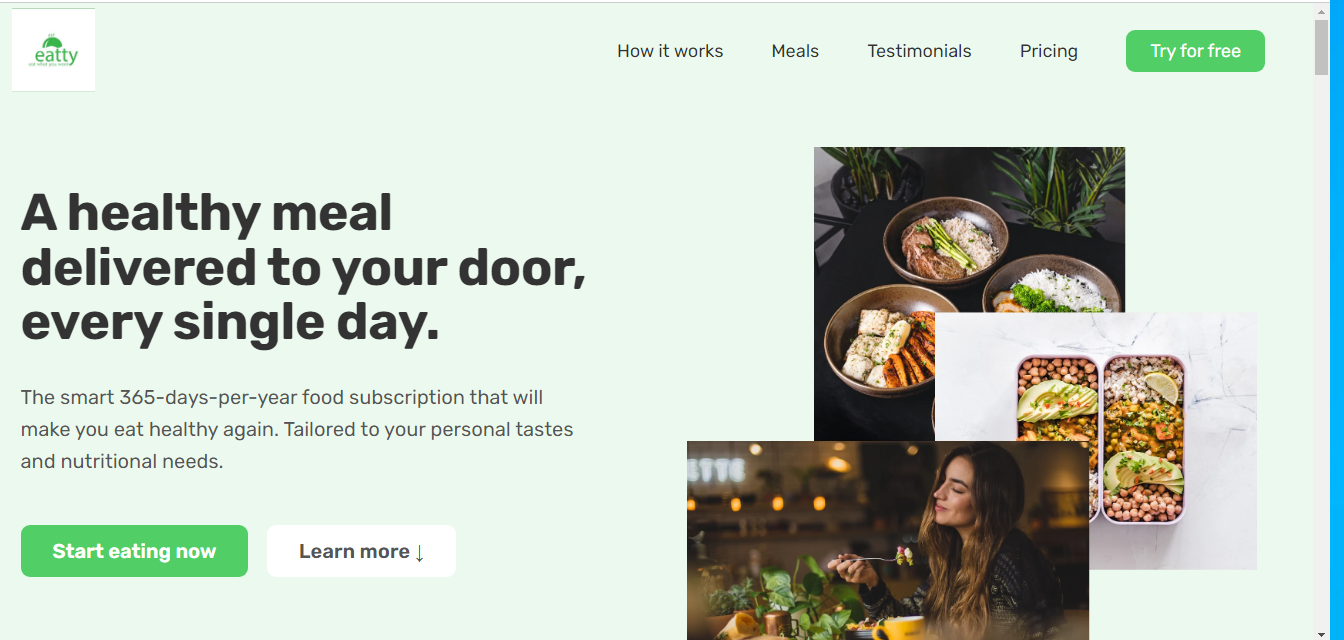 eatty
eat what you want
How it works
Meals
Testimonials
Pricing
Try for free
A healthy meal
delivered to your door,
every single day.
The smart 365-days-per-year food subscription that will
make you eat healthy again. Tailored to your personal tastes
and nutritional needs.
Start eating now
Learn more ↓
ETTE